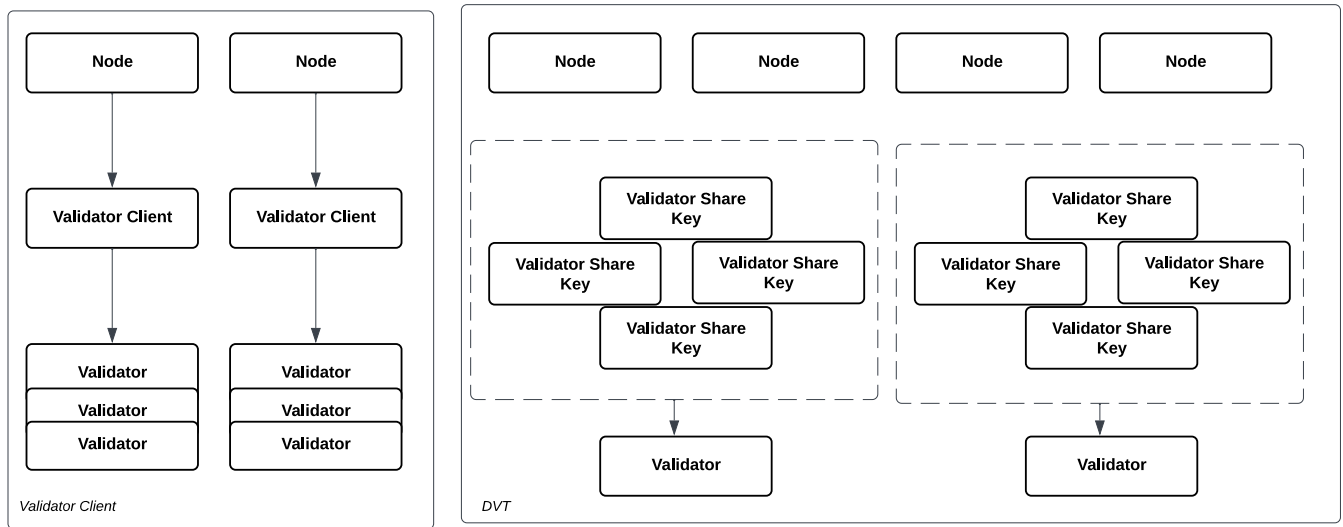 Node
Node
Validator Client
Validator Client
Validator
Validator
Validator
Validator
Validator
Validator
Validator Client
Node
Node
Node
Node
Validator Share
Key
Validator Share
Key
Validator Share
Key
Validator Share
Key
Validator
Validator Share
Key
Validator Share
Key
Validator Share
Key
Validator Share
Key
Validator
DVT